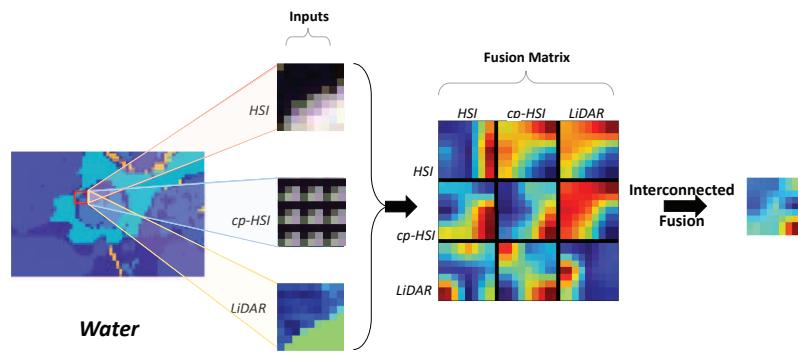 Inputs
Fusion Matrix
HSI
HSI cp-HSI LiDAR
HSI
Interconnected
Fusion
cp-HSI
cp-HSI
LiDAR
LiDAR
Water